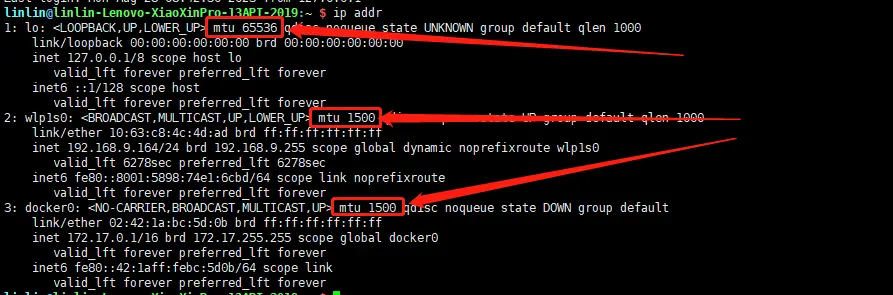 linlin@linlin-Lenovo-XiaoXinPro-13API-2019:~ $ ip addr
1: lo: <LOOPBACK,UP,LOWER_UP> mtu 65536 qdisc noqueue state UNKNOWN group default qlen 1000
link/loopback 00:00:00:00:00:00 brd 00:00:00:00:00:00
inet 127.0.0.1/8 scope host lo
valid_lft forever preferred_lft forever
inet6 ::1/128 scope host
valid_lft forever preferred_lft forever
2: wlp1s0: <BROADCAST,MULTICAST,UP,LOWER_UP> mtu 1500 state UP group default qlen 1000
link/ether 10:63:c8:4c:4d:ad brd ff:ff:ff:ff:ff:ff
inet 192.168.9.164/24 brd 192.168.9.255 scope global dynamic noprefixroute wlp1s0
valid_lft 6278sec preferred_lft 6278sec
inet6 fe80::8001:5898:74e1:6cbd/64 scope link noprefixroute
valid_lft forever preferred_lft forever
3: docker0: <NO-CARRIER,BROADCAST,MULTICAST,UP> mtu 1500 qdisc noqueue state DOWN group default
link/ether 02:42:1a:bc:5d:0b brd ff:ff:ff:ff:ff:ff
inet 172.17.0.1/16 brd 172.17.255.255 scope global docker0
valid_lft forever preferred_lft forever
inet6 fe80::42:1aff:febc:5d0b/64 scope link
valid_lft forever preferred_lft forever
linlin@linlin-Lenovo-XiaoXinPro-13API-2019:~ $